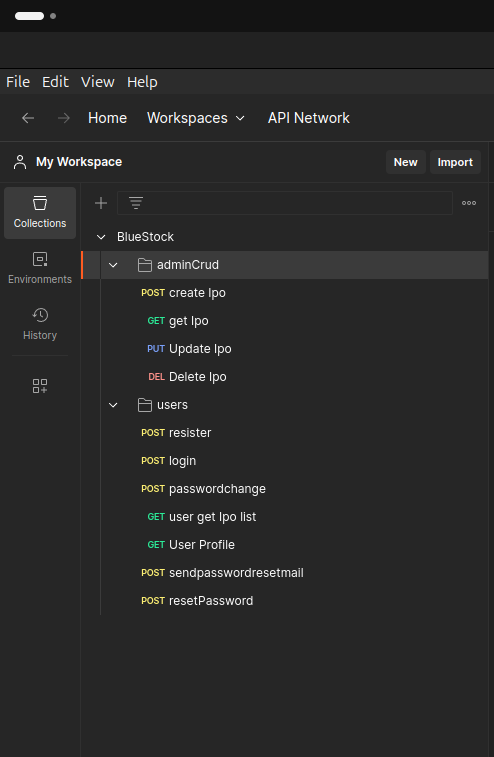 File Edit View Help
Home Workspaces API Network
My Workspace New Import
Collections
Environments
History
BlueStock
adminCrud
POST create Ipo
GET get Ipo
PUT Update Ipo
DEL Delete Ipo
users
POST resister
POST login
POST passwordchange
GET user get Ipo list
GET User Profile
POST sendpasswordresetmail
POST resetPassword